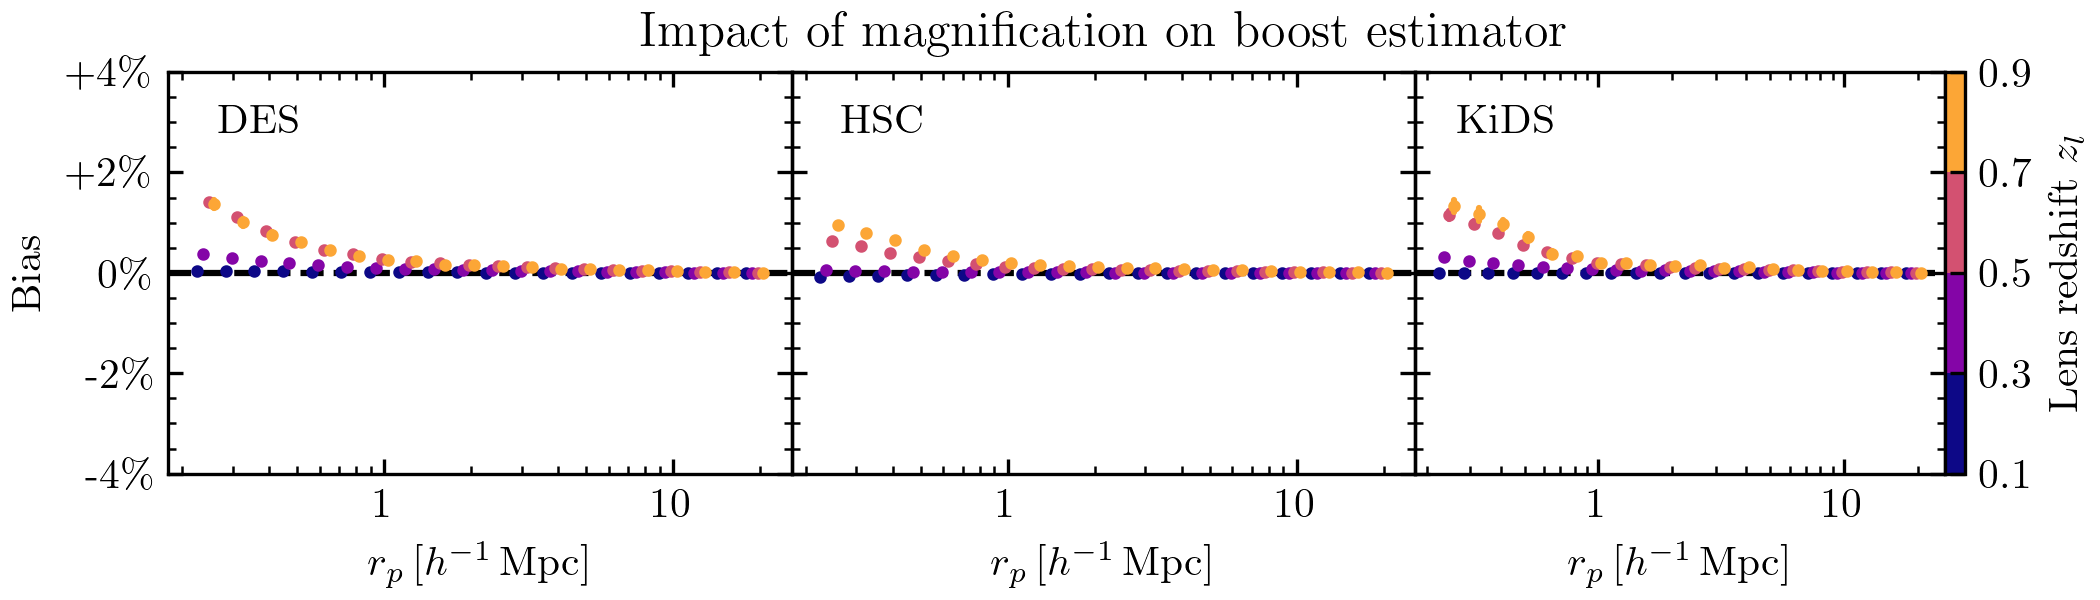 Impact of magnification on boost estimator
Bias
+4%
+2%
0%
-2%
-4%
DES
HSC
KiDS
1 10
1 10
1 10
r_p [h^{-1} Mpc]
r_p [h^{-1} Mpc]
r_p [h^{-1} Mpc]
0.9
0.7
0.5
0.3
0.1
Lens redshift z_l